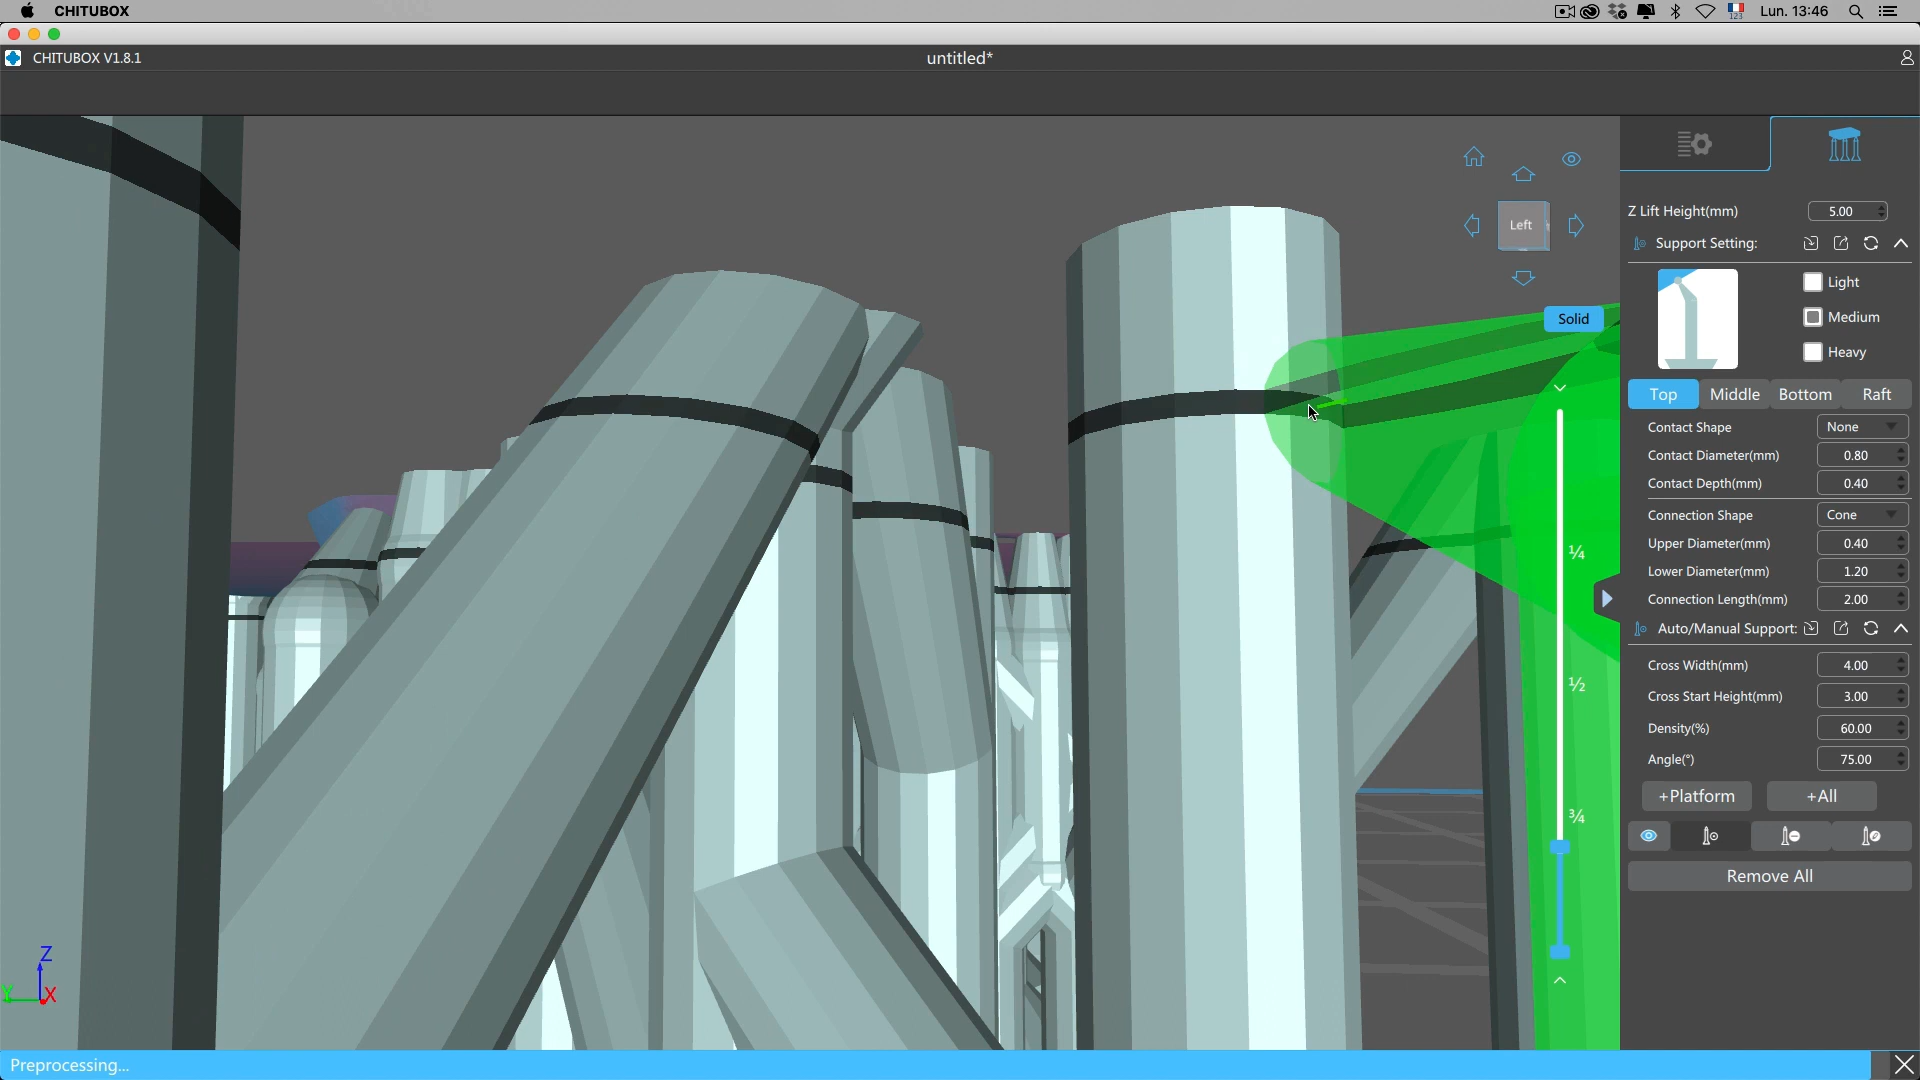 CHITUBOX
Lun. 13:46
CHITUBOX V1.8.1
untitled*
Z Lift Height(mm) 5.00
Support Setting:
Left
Light
Medium
Heavy
Solid
Top Middle Bottom Raft
Contact Shape None
Contact Diameter(mm) 0.80
Contact Depth(mm) 0.40
Connection Shape Cone
Upper Diameter(mm) 0.40
Lower Diameter(mm) 1.20
Connection Length(mm) 2.00
Auto/Manual Support:
Cross Width(mm) 4.00
Cross Start Height(mm) 3.00
Density(%) 60.00
Angle(°) 75.00
¼
½
¾
+Platform +All
Remove All
Z
Y X
Preprocessing...